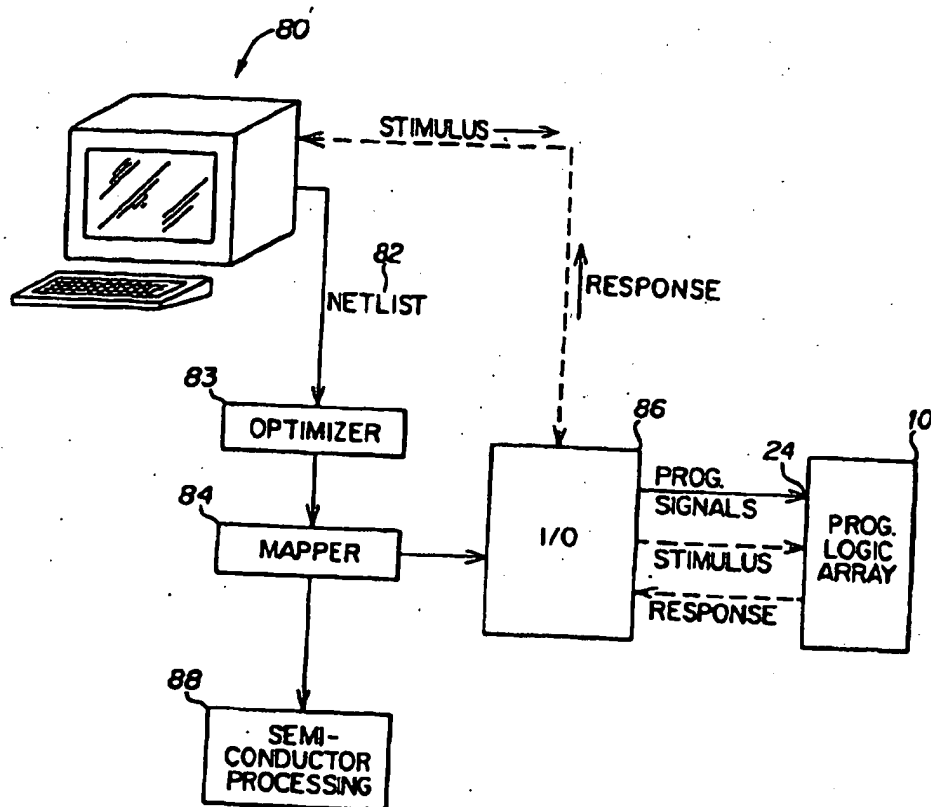 80'
STIMULUS
RESPONSE
82
NETLIST
83
OPTIMIZER
84
MAPPER
86
I/O
PROG.
SIGNALS
STIMULUS
RESPONSE
24
10
PROG.
LOGIC
ARRAY
88
SEMI-
CONDUCTOR
PROCESSING